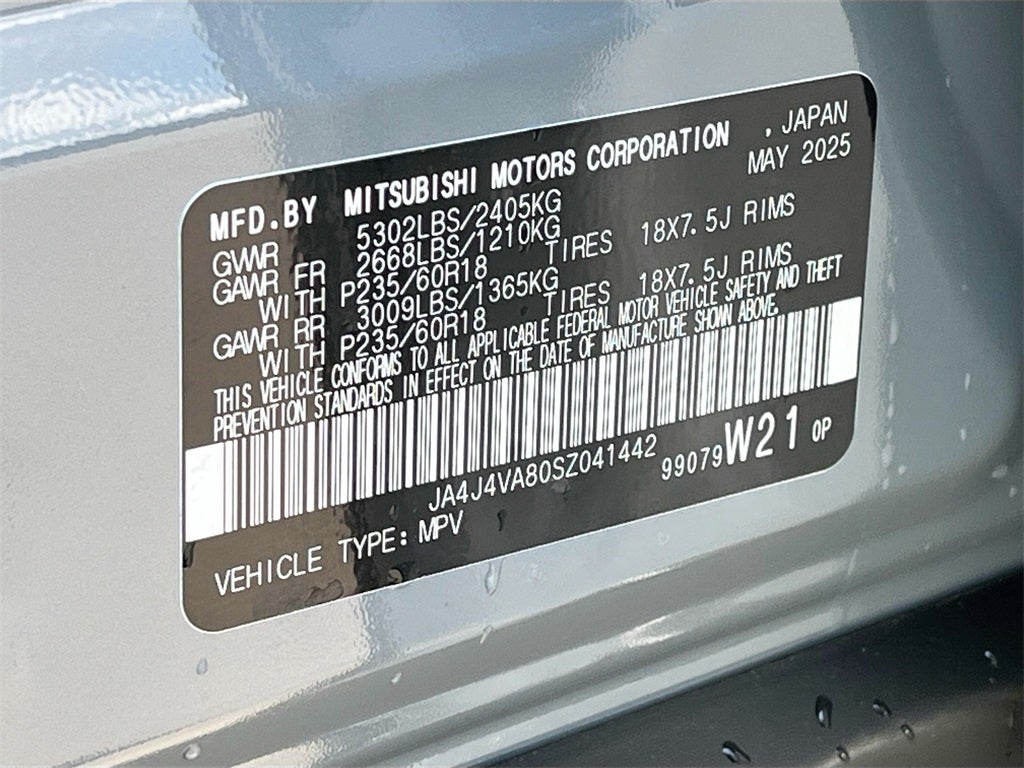 MFD.BY MITSUBISHI MOTORS CORPORATION . JAPAN
GVWR 5302LBS/2405KG MAY 2025
GAWR FR 2668LBS/1210KG
WITH P235/60R18 TIRES 18X7.5J RIMS
GAWR RR 3009LBS/1365KG
WITH P235/60R18 TIRES 18X7.5J RIMS
THIS VEHICLE CONFORMS TO ALL APPLICABLE FEDERAL MOTOR VEHICLE SAFETY AND THEFT
PREVENTION STANDARDS IN EFFECT ON THE DATE OF MANUFACTURE SHOWN ABOVE.
JA4J4VA80SZ041442 99079 W21 OP
VEHICLE TYPE: MPV